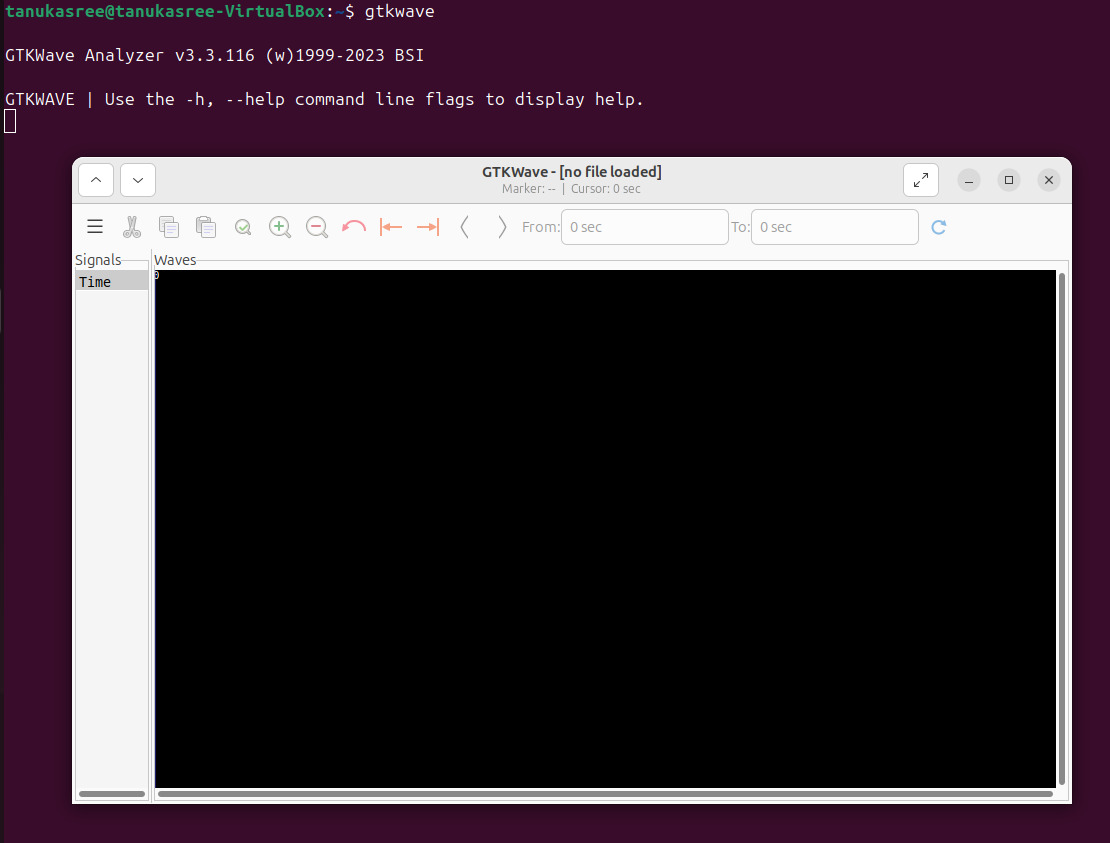 tanukasree@tanukasree-VirtualBox:~$ gtkwave
GTKWave Analyzer v3.3.116 (w)1999-2023 BSI
GTKWAVE | Use the -h, --help command line flags to display help.
GTKWave - [no file loaded]
Marker: -- | Cursor: 0 sec
From: 0 sec To: 0 sec
Signals Waves
Time 0